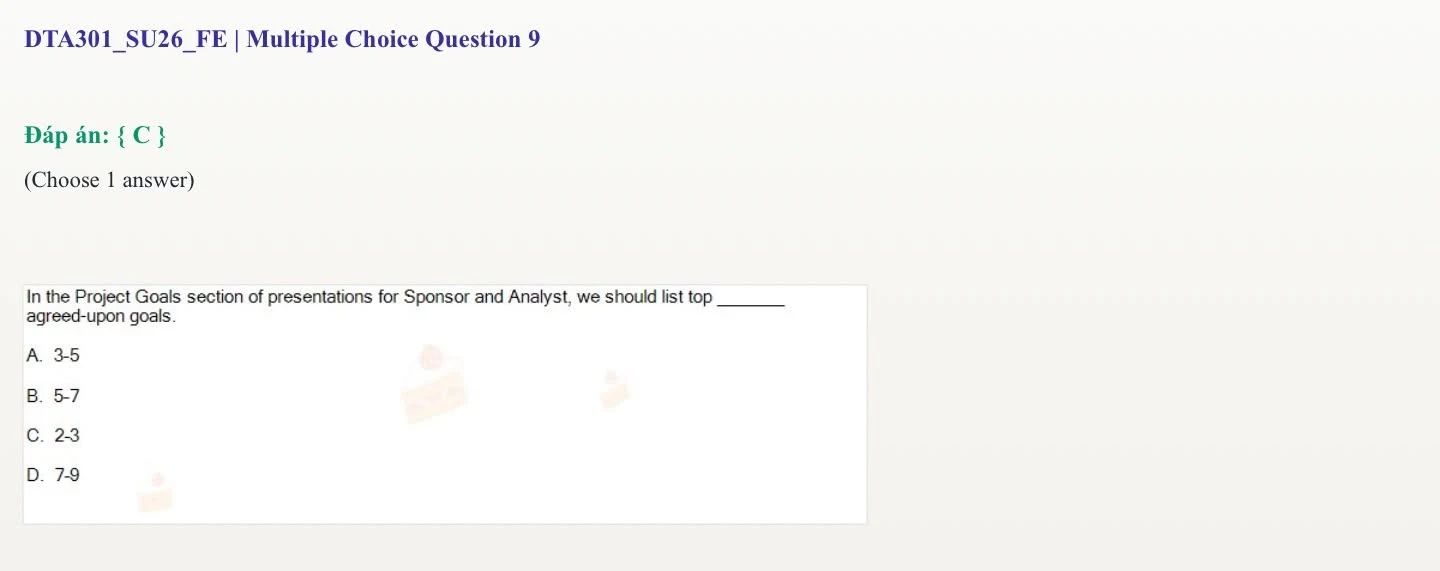 DTA301_SU26_FE | Multiple Choice Question 9
Đáp án: { C }
(Choose 1 answer)
In the Project Goals section of presentations for Sponsor and Analyst, we should list top _______
agreed-upon goals.
A. 3-5
B. 5-7
C. 2-3
D. 7-9